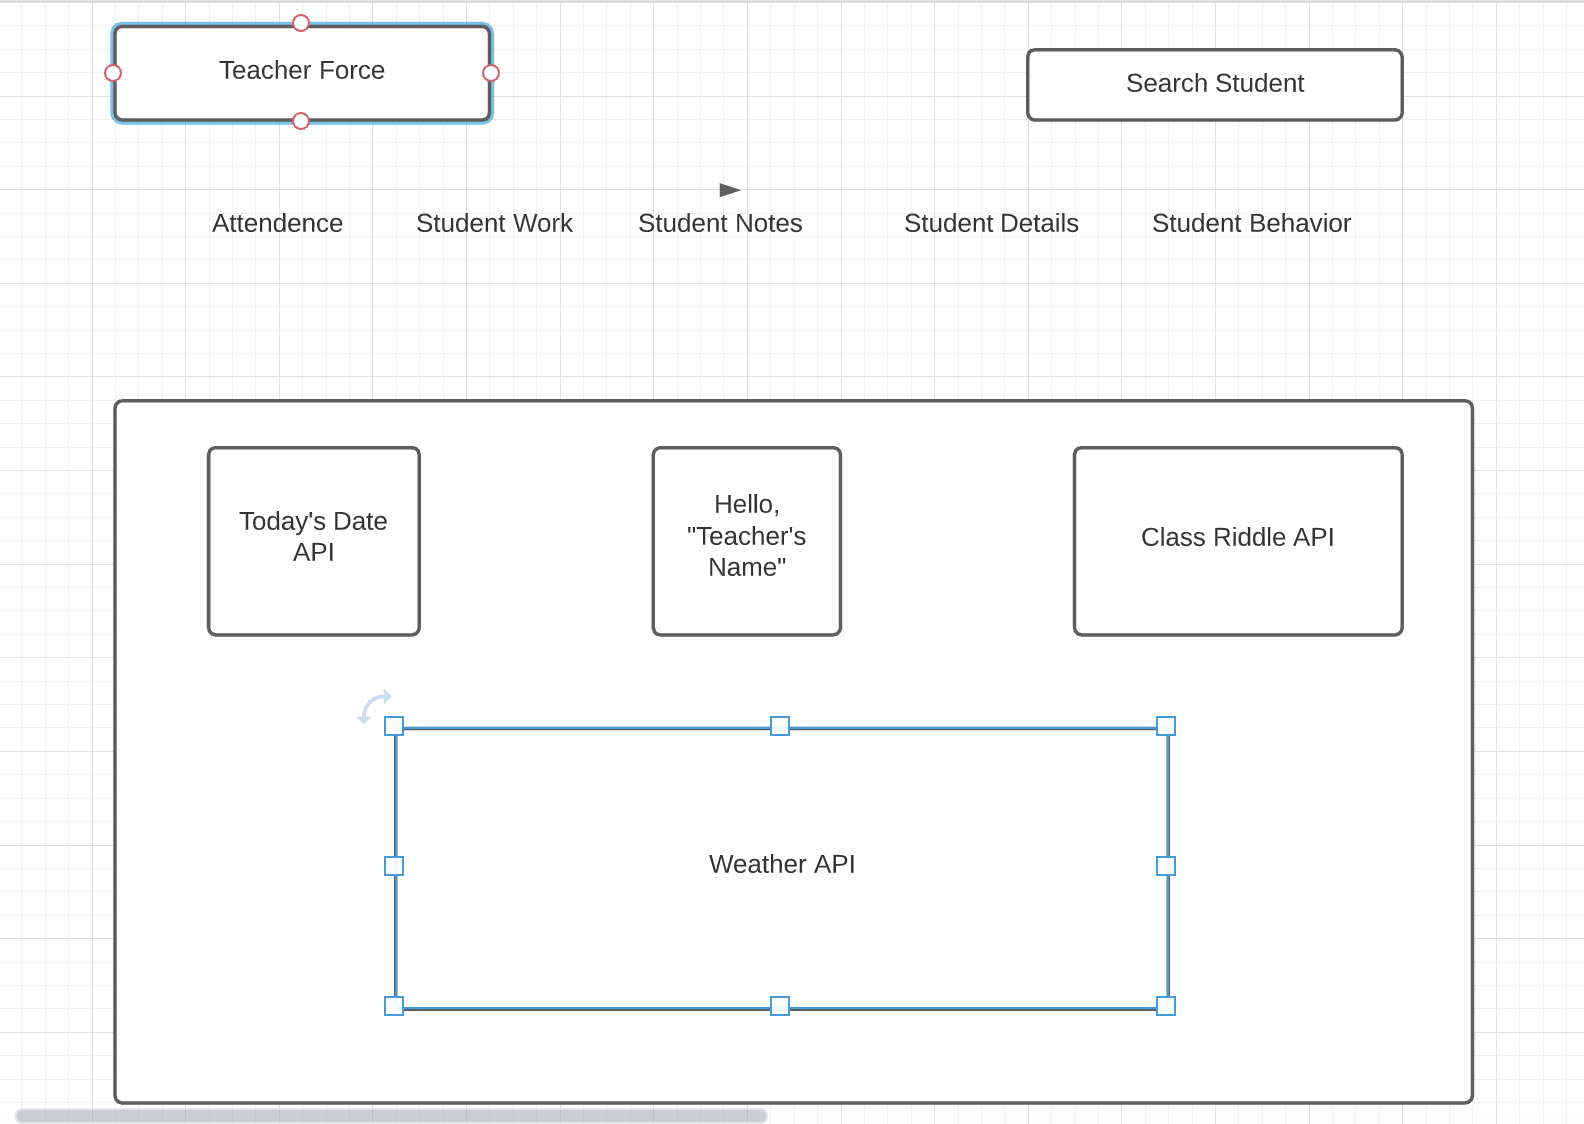 Teacher Force
Search Student
Attendence
Student Work
Student Notes
Student Details
Student Behavior
Today's Date
API
Hello,
"Teacher's
Name"
Class Riddle API
Weather API